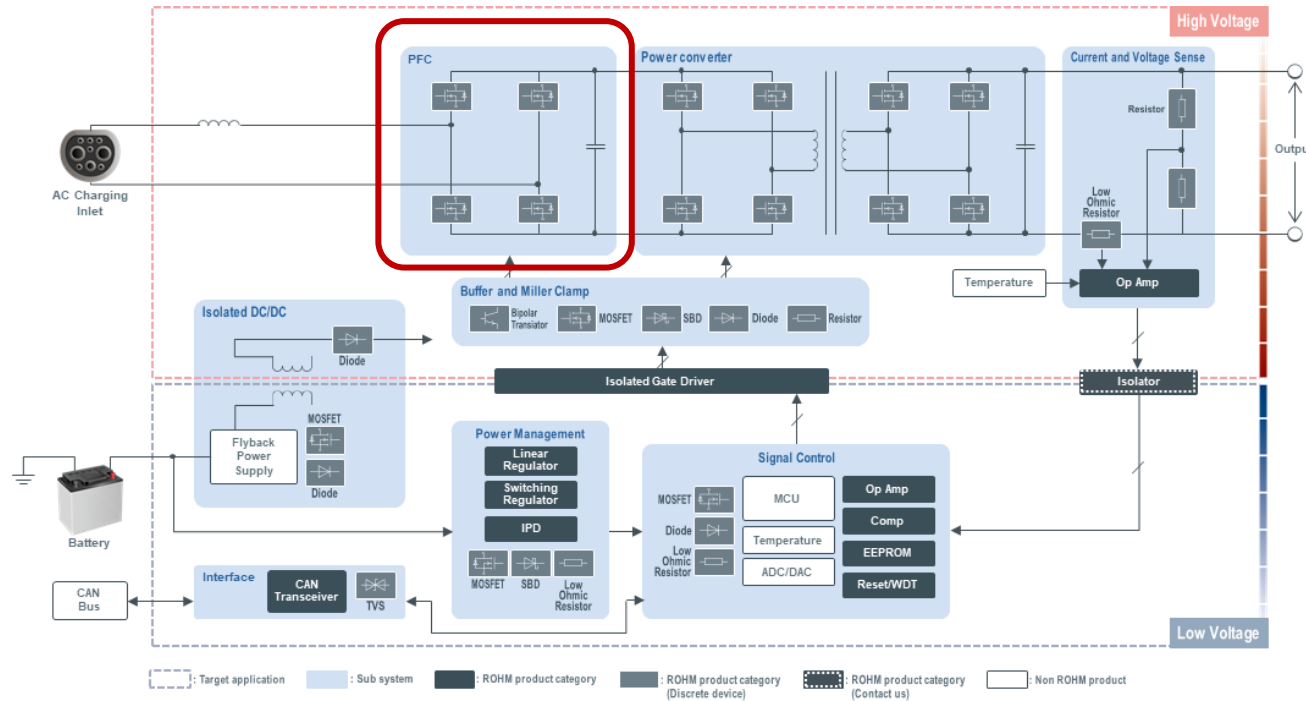 High Voltage
PFC
Power converter
Current and Voltage Sense
Resistor
Outpu
AC Charging
Inlet
Low
Ohmic
Resistor
Temperature
Op Amp
Buffer and Miller Clamp
Bipolar
Transiator
MOSFET
SBD
Diode
Resistor
Isolated DC/DC
Diode
Isolated Gate Driver
Isolator
MOSFET
Flyback
Power
Supply
Diode
Battery
Power Management
Linear
Regulator
Switching
Regulator
IPD
MOSFET
SBD
Low
Ohmic
Resistor
Signal Control
MOSFET
Diode
Low
Ohmic
Resistor
MCU
Temperature
ADC/DAC
Op Amp
Comp
EEPROM
Reset/WDT
Interface
CAN
Transceiver
TVS
CAN
Bus
Low Voltage
: Target application
: Sub system
: ROHM product category
: ROHM product category
(Discrete device)
: ROHM product category
(Contact us)
: Non ROHM product